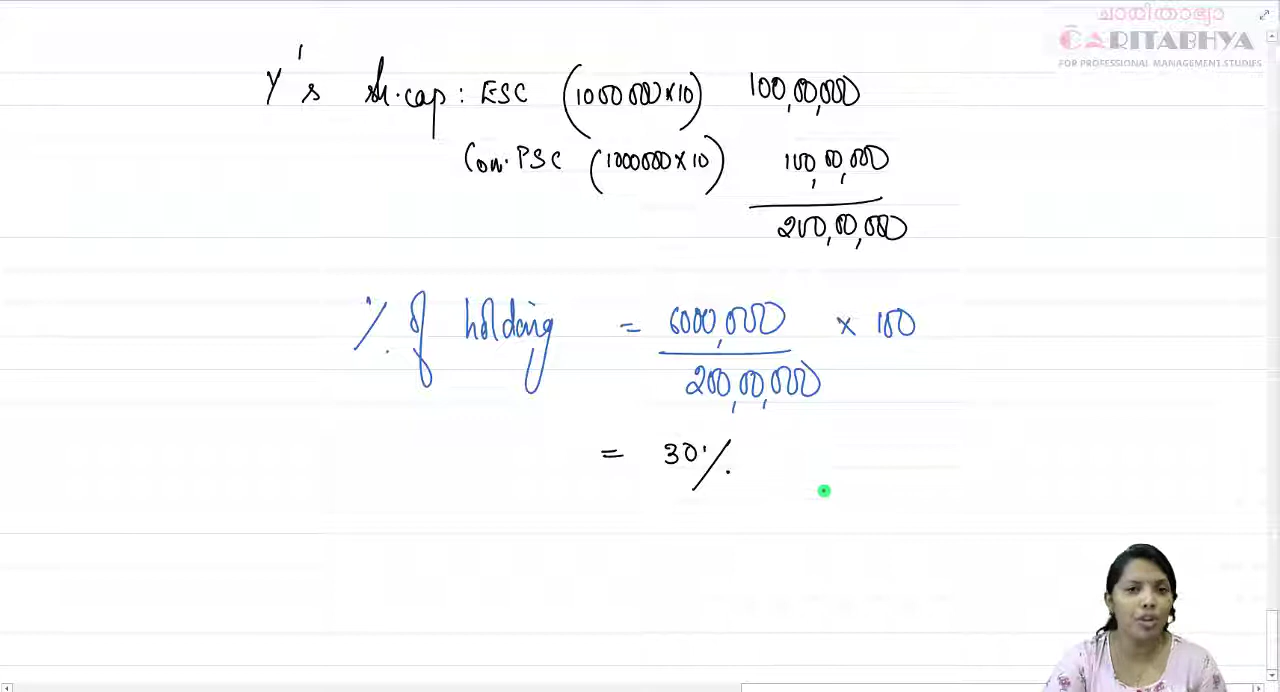 ചാരിതാഭ്യാ
CARITABHYA
FOR PROFESSIONAL MANAGEMENT STUDIES
Y's sh.cap: ESC (1000000×10) 100,00,000
Con. PSC (1000000×10) 100,00,000
200,00,000
% of holding = 6000,000 × 100
200,00,000
= 30%.